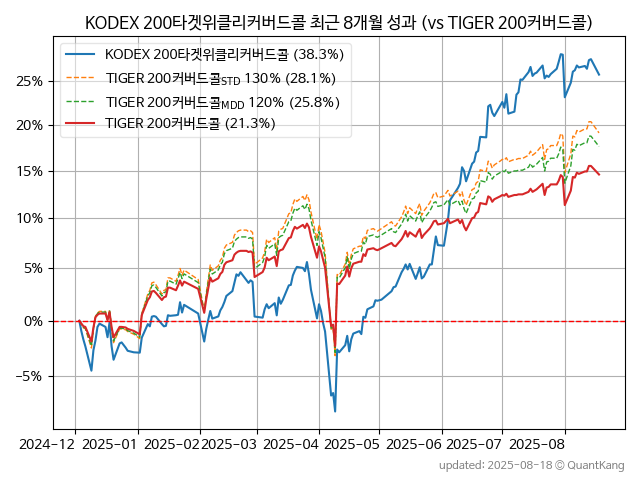 KODEX 200타겟위클리커버드콜 최근 8개월 성과 (vs TIGER 200커버드콜)
KODEX 200타겟위클리커버드콜 (38.3%)
TIGER 200커버드콜STD 130% (28.1%)
TIGER 200커버드콜MDD 120% (25.8%)
TIGER 200커버드콜 (21.3%)
25%
20%
15%
10%
5%
0%
−5%
2024-12 2025-01 2025-02 2025-03 2025-04 2025-05 2025-06 2025-07 2025-08
updated: 2025-08-18 © QuantKang